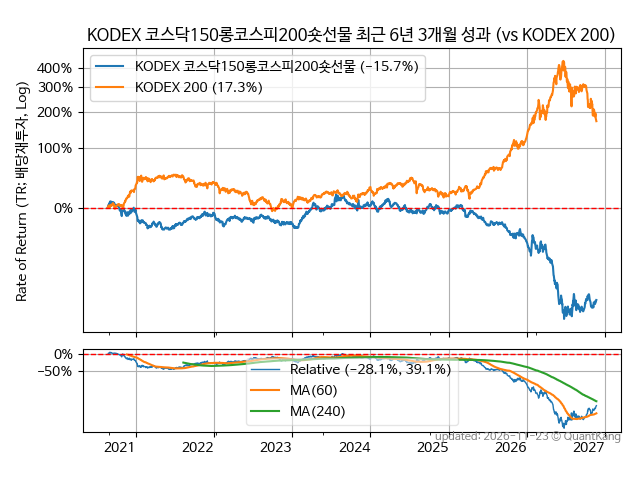 KODEX 코스닥150롱코스피200숏선물 최근 6년 3개월 성과 (vs KODEX 200)
Rate of Return (TR: 배당재투자, Log)
400%
300%
200%
100%
0%
KODEX 코스닥150롱코스피200숏선물 (-15.7%)
KODEX 200 (17.3%)
0%
-50%
Relative (-28.1%, 39.1%)
MA(60)
MA(240)
2021 2022 2023 2024 2025 2026 2027
updated: 2026-11-23 © QuantKang